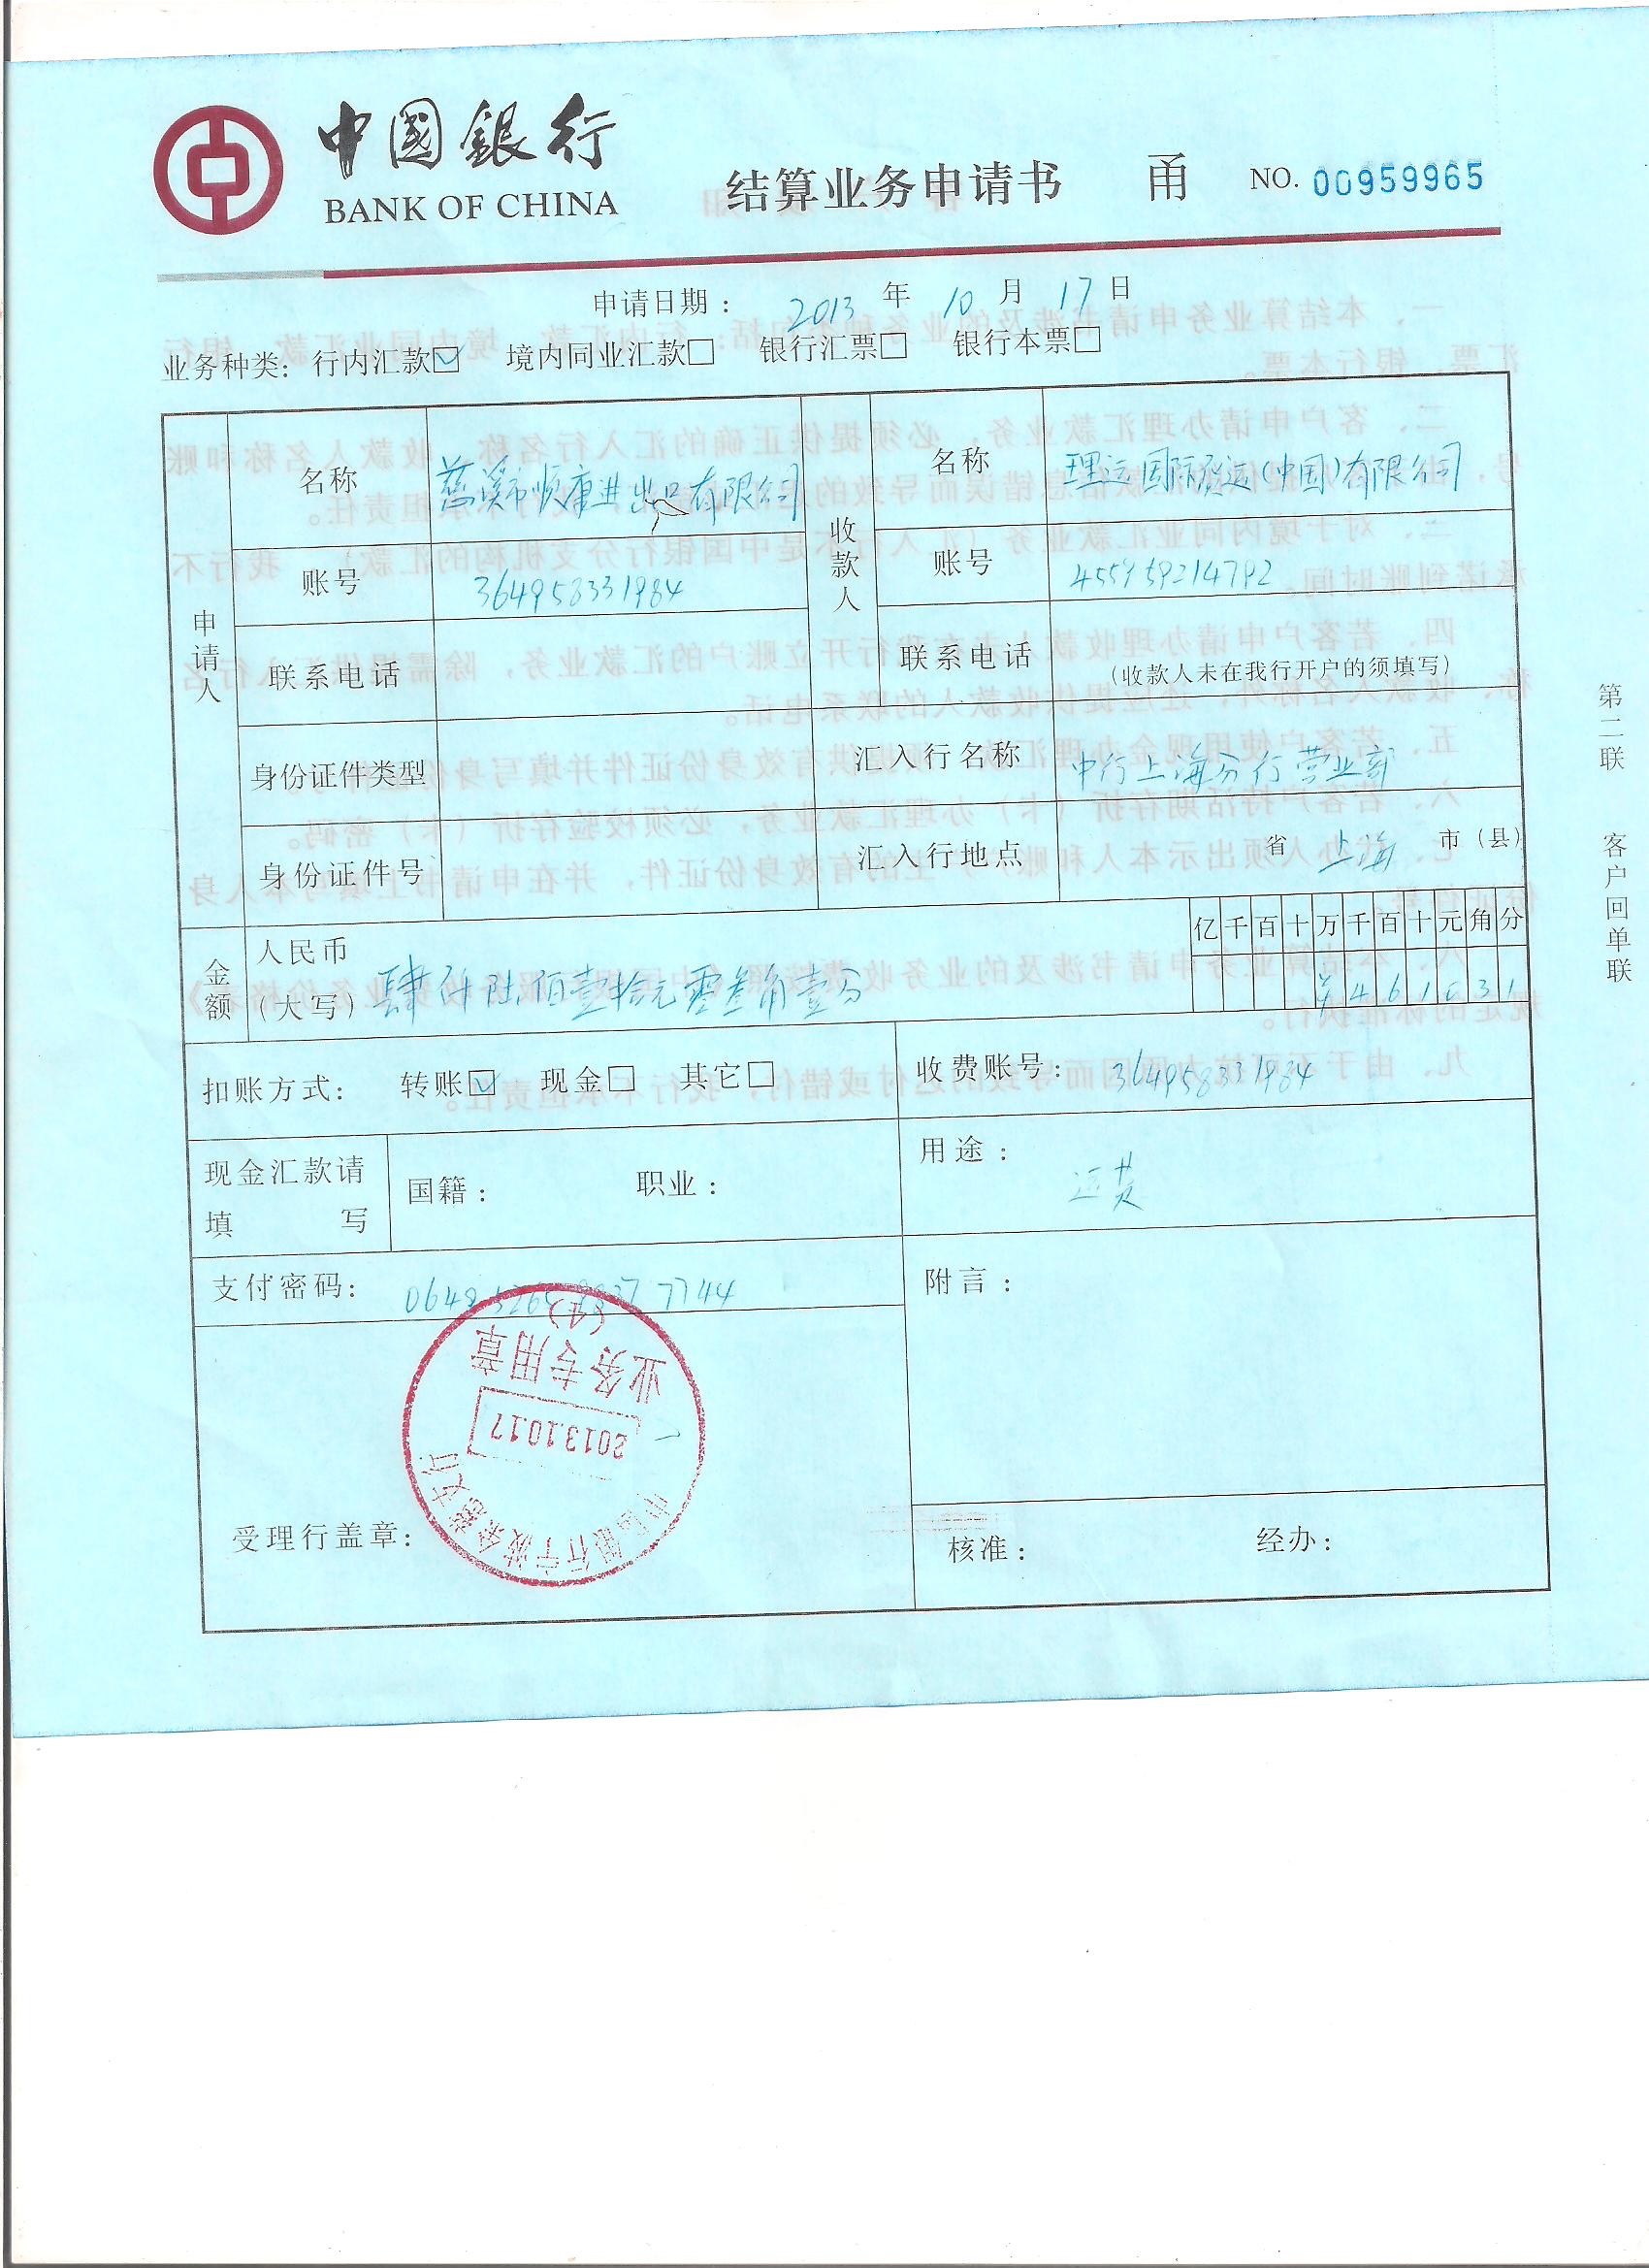 中國銀行
BANK OF CHINA
结算业务申请书 甬 NO. 00959965
申请日期： 2013 年 10 月 17 日
业务种类： 行内汇款☑ 境内同业汇款☐ 银行汇票☐ 银行本票☐
申请人
名称 慈溪市顺康进出口有限公司
账号 364958331984
联系电话
身份证件类型
身份证件号
收款人
名称 理运国际货运(中国)有限公司
账号 455959214792
联系电话 (收款人未在我行开户的须填写)
汇入行名称 中行上海分行营业部
汇入行地点 省 上海 市（县）
金额 人民币
（大写） 肆仟陆佰壹拾元零叁角壹分
亿千百十万千百十元角分
¥ 4 6 1 0 3 1
扣账方式： 转账☑ 现金☐ 其它☐
收费账号： 364958331984
现金汇款请
填 写
国籍： 职业：
用途：
运费
支付密码： 7744
附言：
受理行盖章：
业务专用章
2013.10.17
核准： 经办：
第二联 客户回单联